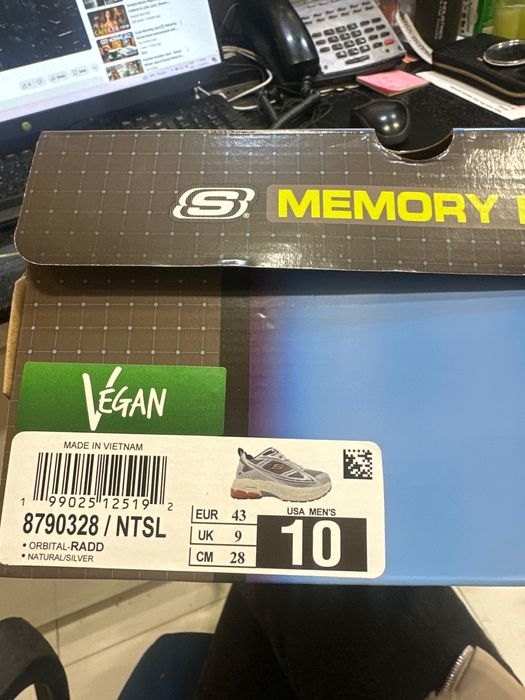 S
MEMORY
VEGAN
MADE IN VIETNAM
1 99025 12519 2
8790328 / NTSL
• ORBITAL-RADD
• NATURAL/SILVER
EUR 43
UK 9
CM 28
USA MEN'S
10